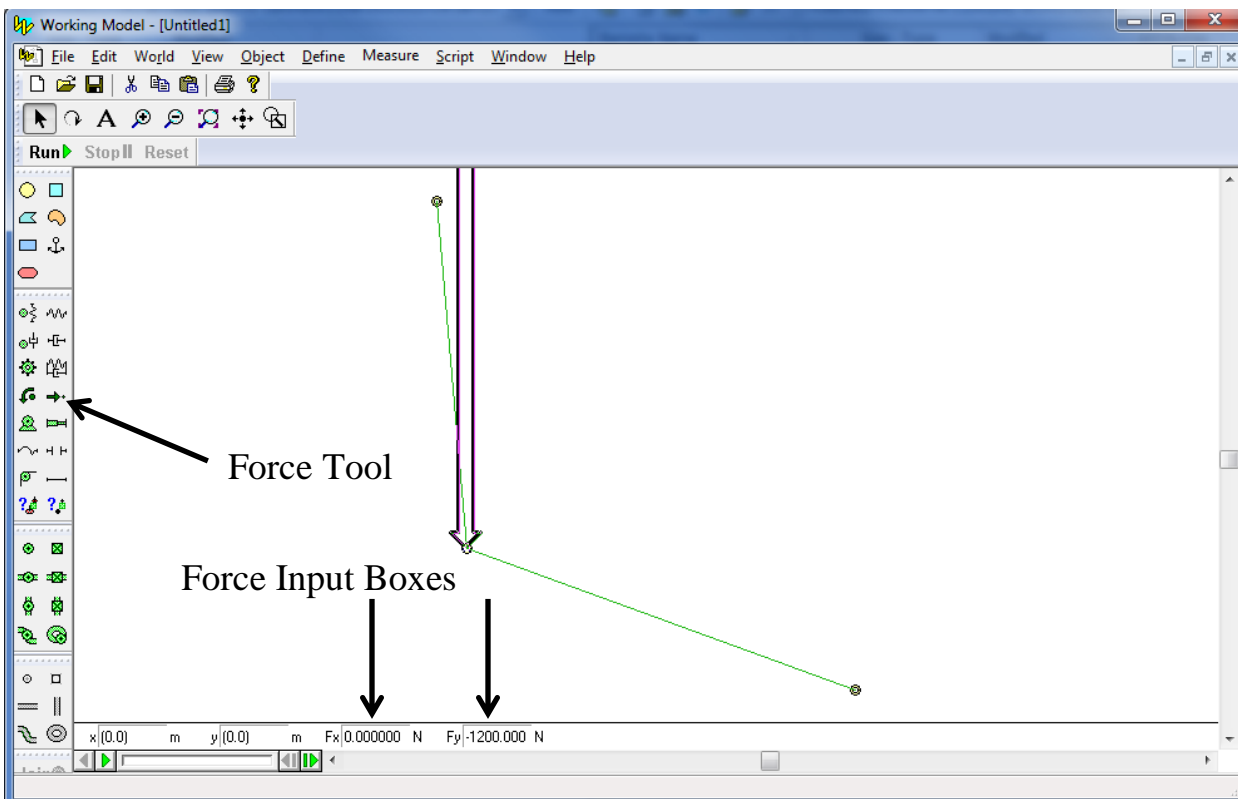 Working Model - [Untitled1]
File Edit World View Object Define Measure Script Window Help
A
Run Stop Reset
Force Tool
Force Input Boxes
x (0.0) m y (0.0) m Fx 0.000000 N Fy -1200.000 N